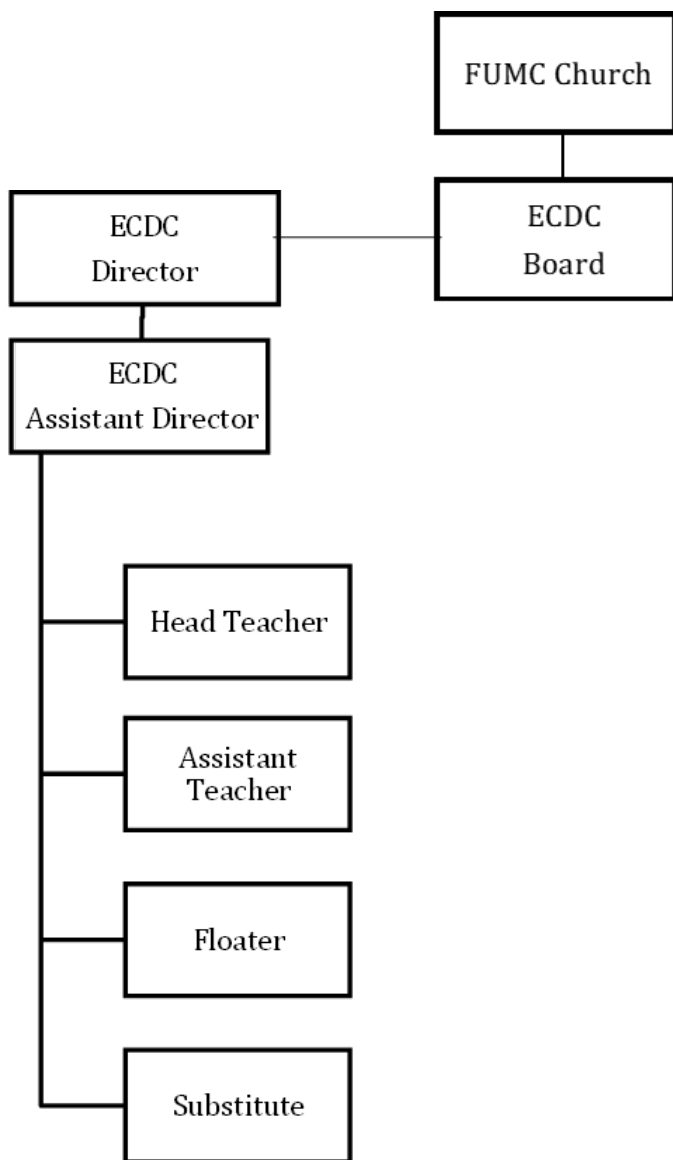 FUMC Church
ECDC
Board
ECDC
Director
ECDC
Assistant Director
Head Teacher
Assistant
Teacher
Floater
Substitute